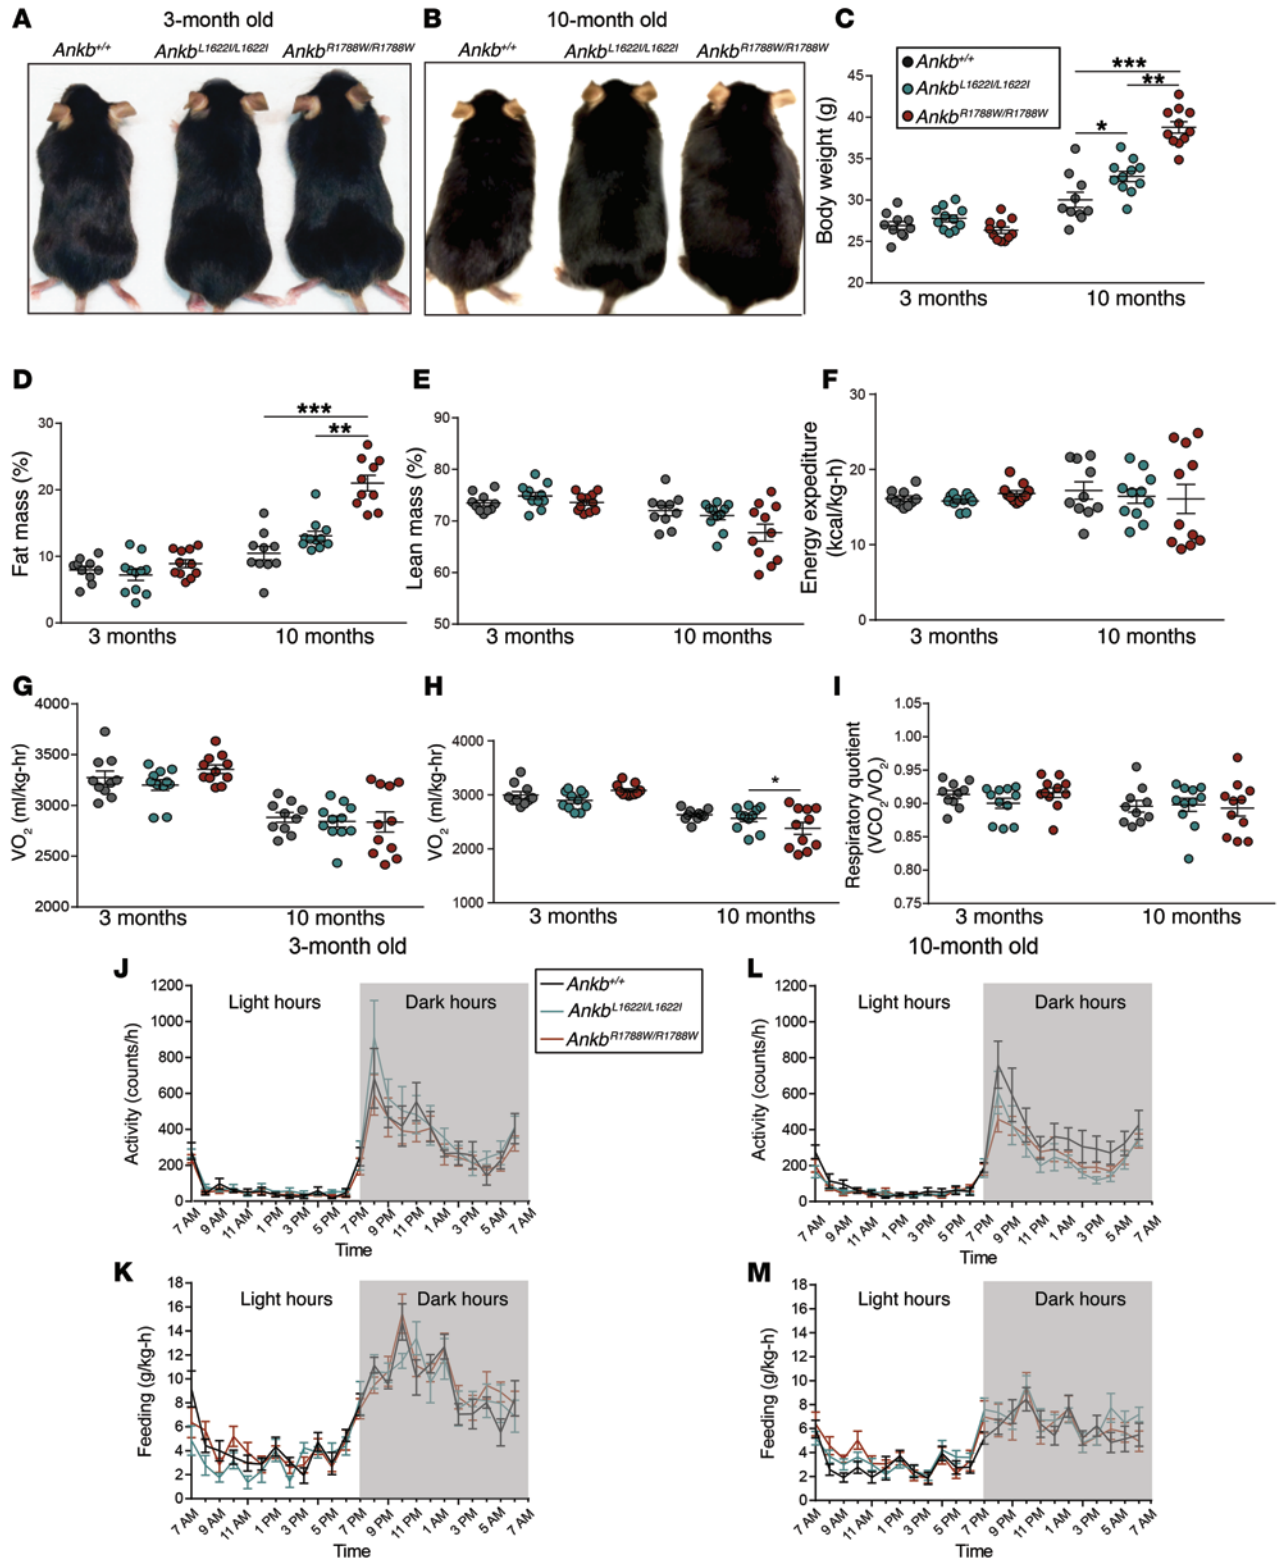 A 3-month old
Ankb+/+ AnkbL1622I/L1622I AnkbR1788W/R1788W
B 10-month old
Ankb+/+ AnkbL1622I/L1622I AnkbR1788W/R1788W
C
Ankb+/+
AnkbL1622I/L1622I
AnkbR1788W/R1788W
Body weight (g)
45
40
35
30
25
20
***
**
*
3 months 10 months
D
Fat mass (%)
30
20
10
0
***
**
3 months 10 months
E
Lean mass (%)
90
80
70
60
50
3 months 10 months
F
Energy expediture
(kcal/kg-h)
30
20
10
0
3 months 10 months
G
VO2 (ml/kg-hr)
4000
3500
3000
2500
2000
3 months 10 months
H
VO2 (ml/kg-hr)
4000
3000
2000
1000
*
3 months 10 months
I
Respiratory quotient
(VCO2/VO2)
1.05
1.00
0.95
0.90
0.85
0.80
0.75
3 months 10 months
3-month old
10-month old
J
Ankb+/+
AnkbL1622I/L1622I
AnkbR1788W/R1788W
Activity (counts/h)
1200
1000
800
600
400
200
0
Light hours Dark hours
7 AM 9 AM 11 AM 1 PM 3 PM 5 PM 7 PM 9 PM 11 PM 1 AM 3 AM 5 AM 7 AM
Time
L
Activity (counts/h)
1200
1000
800
600
400
200
0
Light hours Dark hours
7 AM 9 AM 11 AM 1 PM 3 PM 5 PM 7 PM 9 PM 11 PM 1 AM 3 PM 5 AM 7 AM
Time
K
Feeding (g/kg-h)
18
16
14
12
10
8
6
4
2
0
Light hours Dark hours
7 AM 9 AM 11 AM 1 PM 3 PM 5 PM 7 PM 9 PM 11 PM 1 AM 3 PM 5 AM 7 AM
Time
M
Feeding (g/kg-h)
18
16
14
12
10
8
6
4
2
0
Light hours Dark hours
7 AM 9 AM 11 AM 1 PM 3 PM 5 PM 7 PM 9 PM 11 PM 1 AM 3 PM 5 AM 7 AM
Time